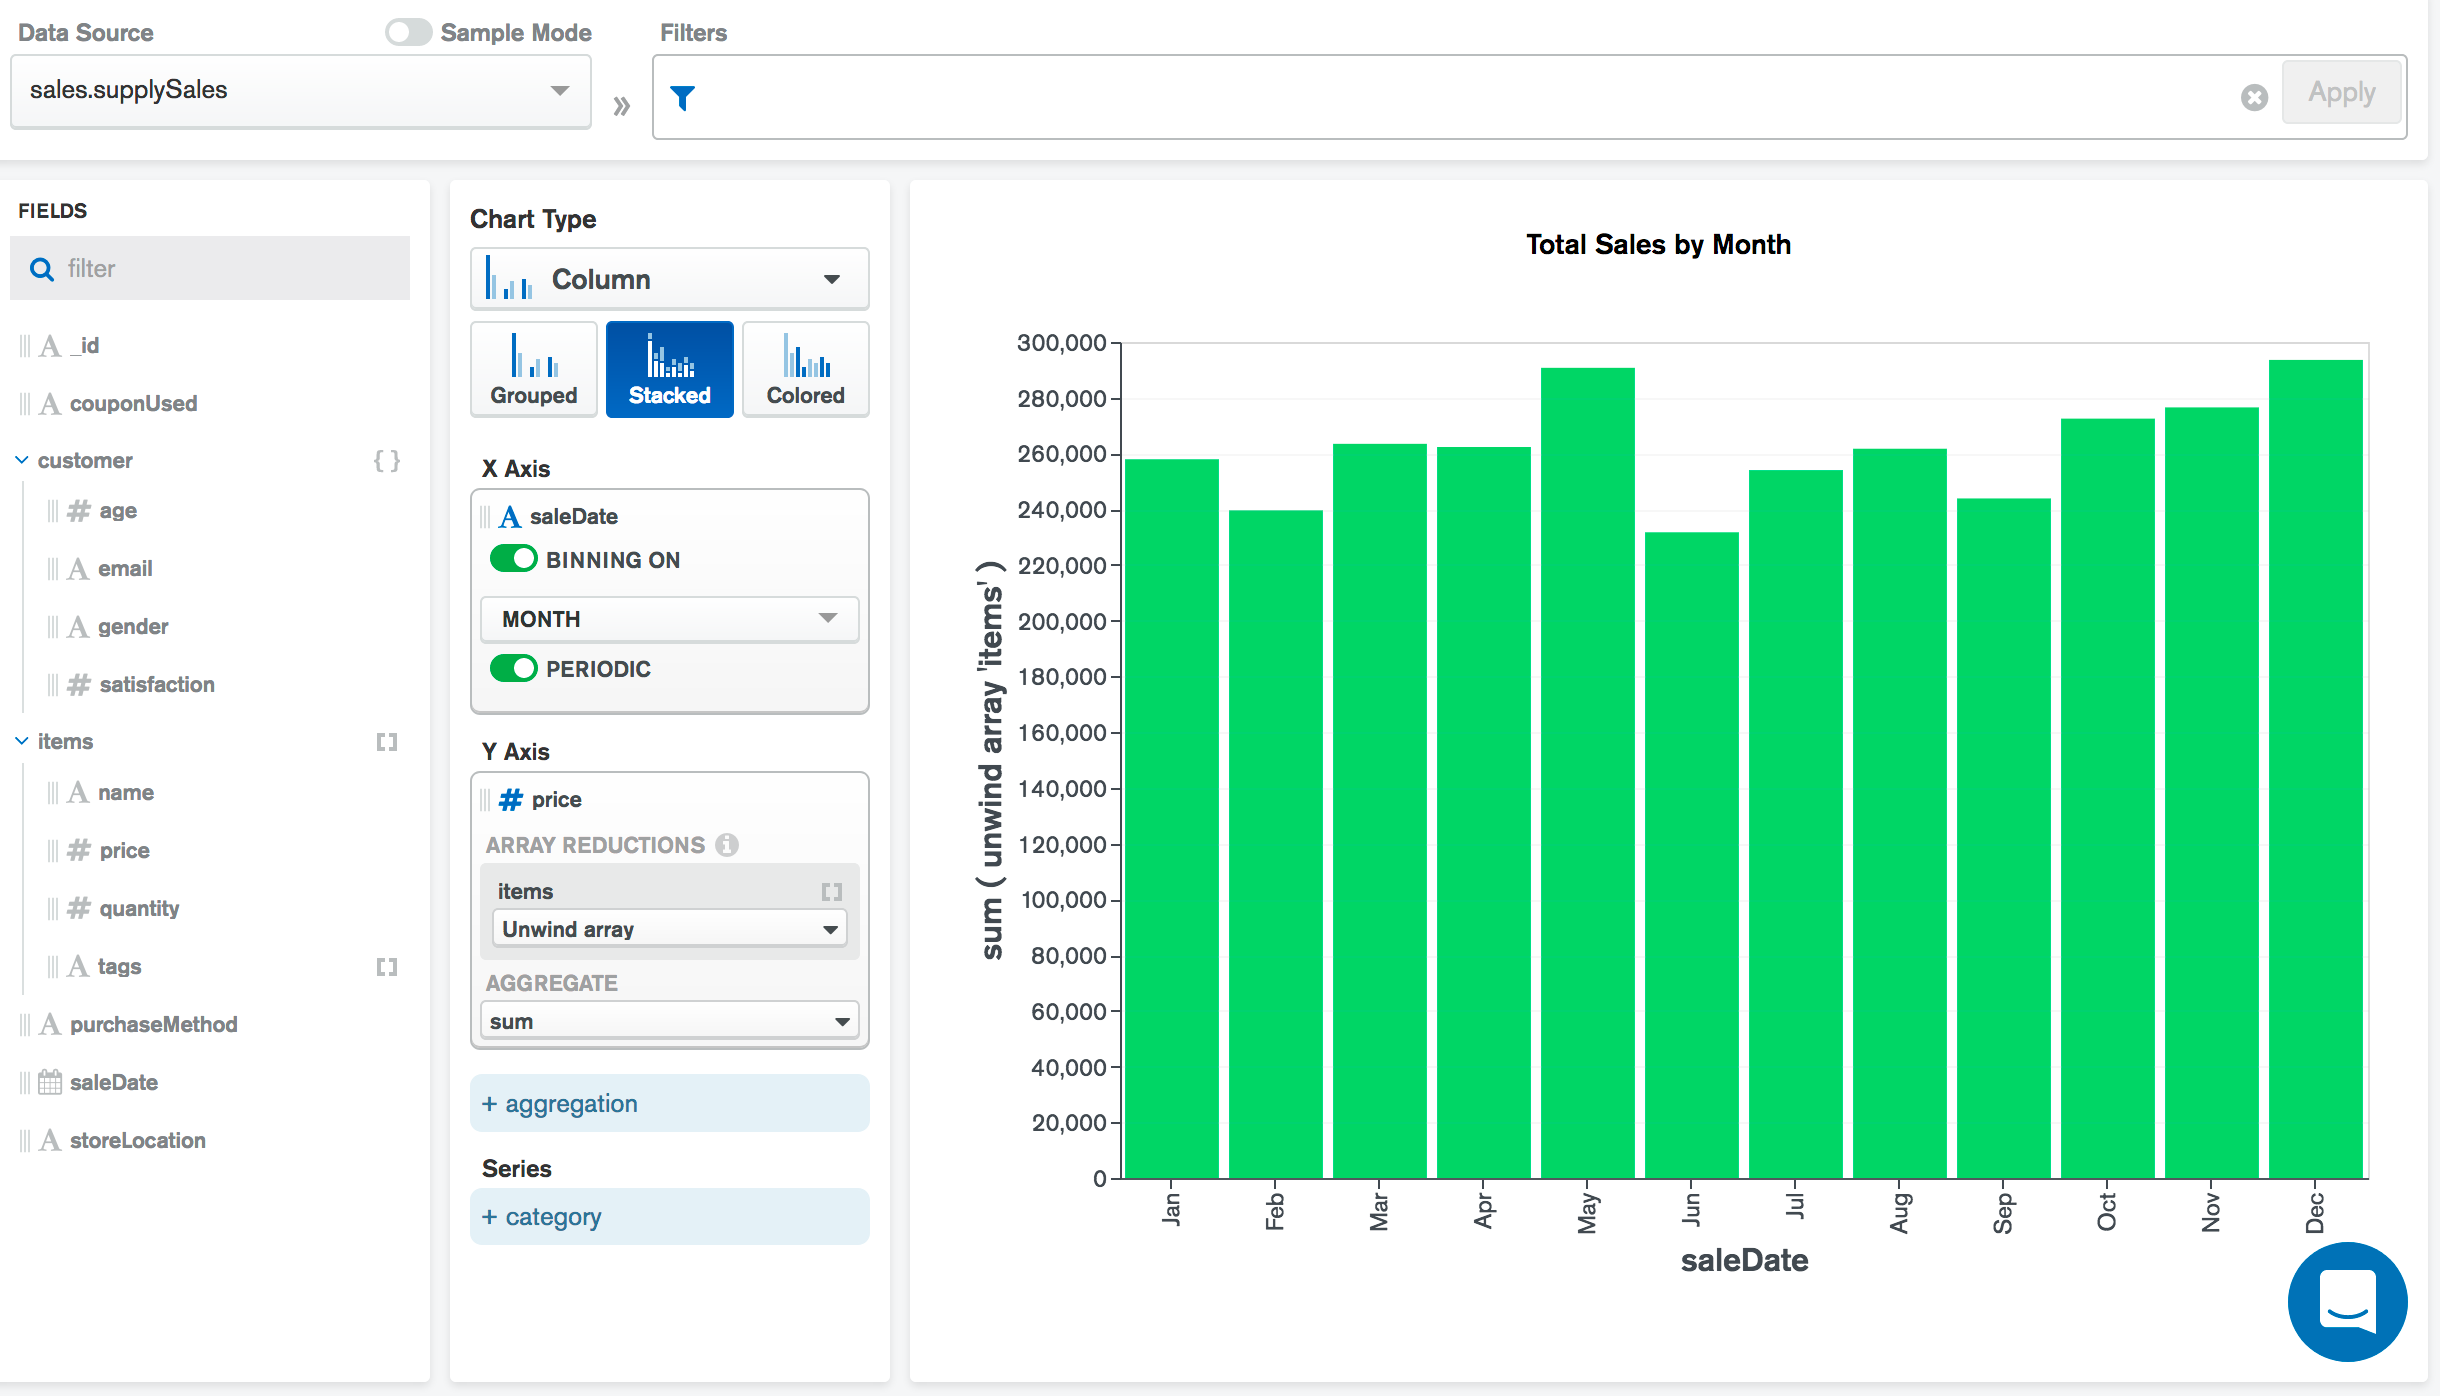 Data Source
Sample Mode
Filters
sales.supplySales
»
Apply
FIELDS
filter
A _id
A couponUsed
customer { }
# age
A email
A gender
# satisfaction
items [ ]
A name
# price
# quantity
A tags [ ]
A purchaseMethod
saleDate
A storeLocation
Chart Type
Column
Grouped
Stacked
Colored
X Axis
A saleDate
BINNING ON
MONTH
PERIODIC
Y Axis
# price
ARRAY REDUCTIONS i
items [ ]
Unwind array
AGGREGATE
sum
+ aggregation
Series
+ category
Total Sales by Month
sum ( unwind array 'items' )
300,000
280,000
260,000
240,000
220,000
200,000
180,000
160,000
140,000
120,000
100,000
80,000
60,000
40,000
20,000
0
Jan
Feb
Mar
Apr
May
Jun
Jul
Aug
Sep
Oct
Nov
Dec
saleDate